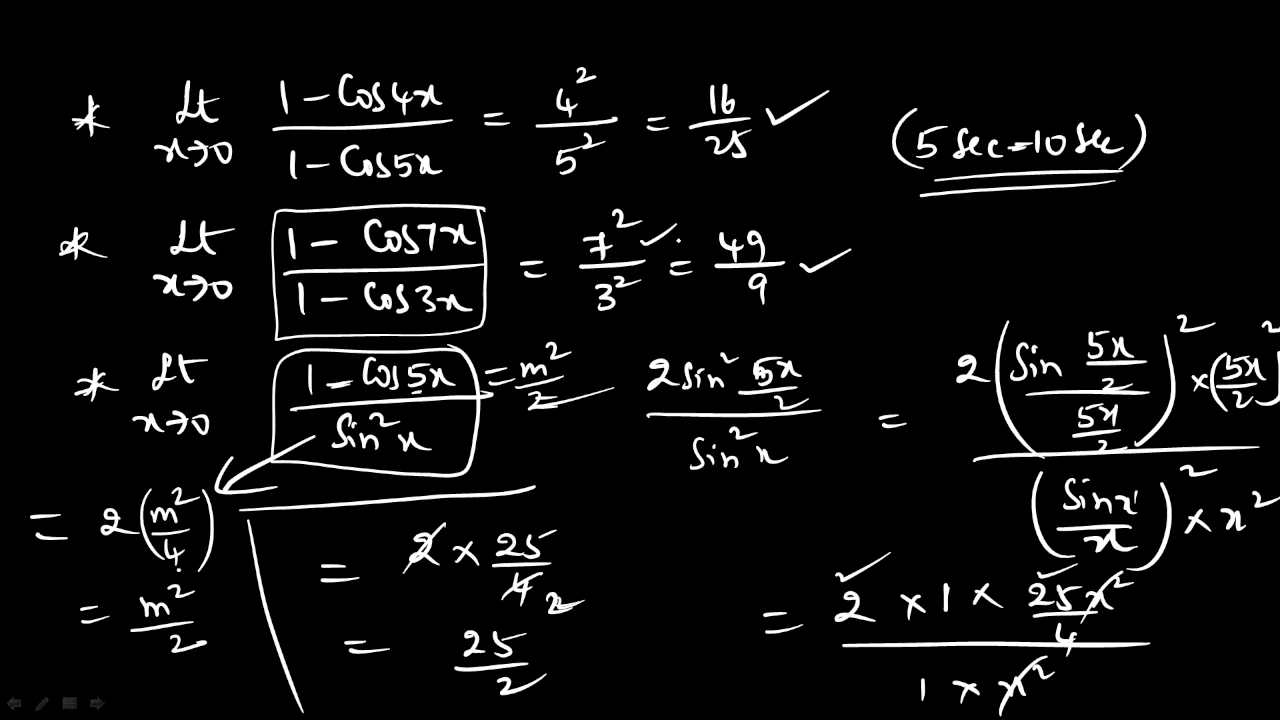 * Lt x→0 (1 - Cos4x)/(1 - Cos5x) = 4²/5² = 16/25 ✓
(5 sec - 10 sec)
* Lt x→0 (1 - Cos7x)/(1 - Cos3x) = 7²/3² ✓ = 49/9 ✓
* Lt x→0 (1 - Cos5x)/(Sin²x) = m²/2
(2 Sin² 5x/2)/(Sin²x) = (2 ((Sin 5x/2)/(5x/2))² × (5x/2)²)/((Sinx/x)² × x²)
= 2(m²/4)
= m²/2
= 2 × 25/4 2
= 25/2
= (2 × 1 × 25x²/4)/(1 × x²)